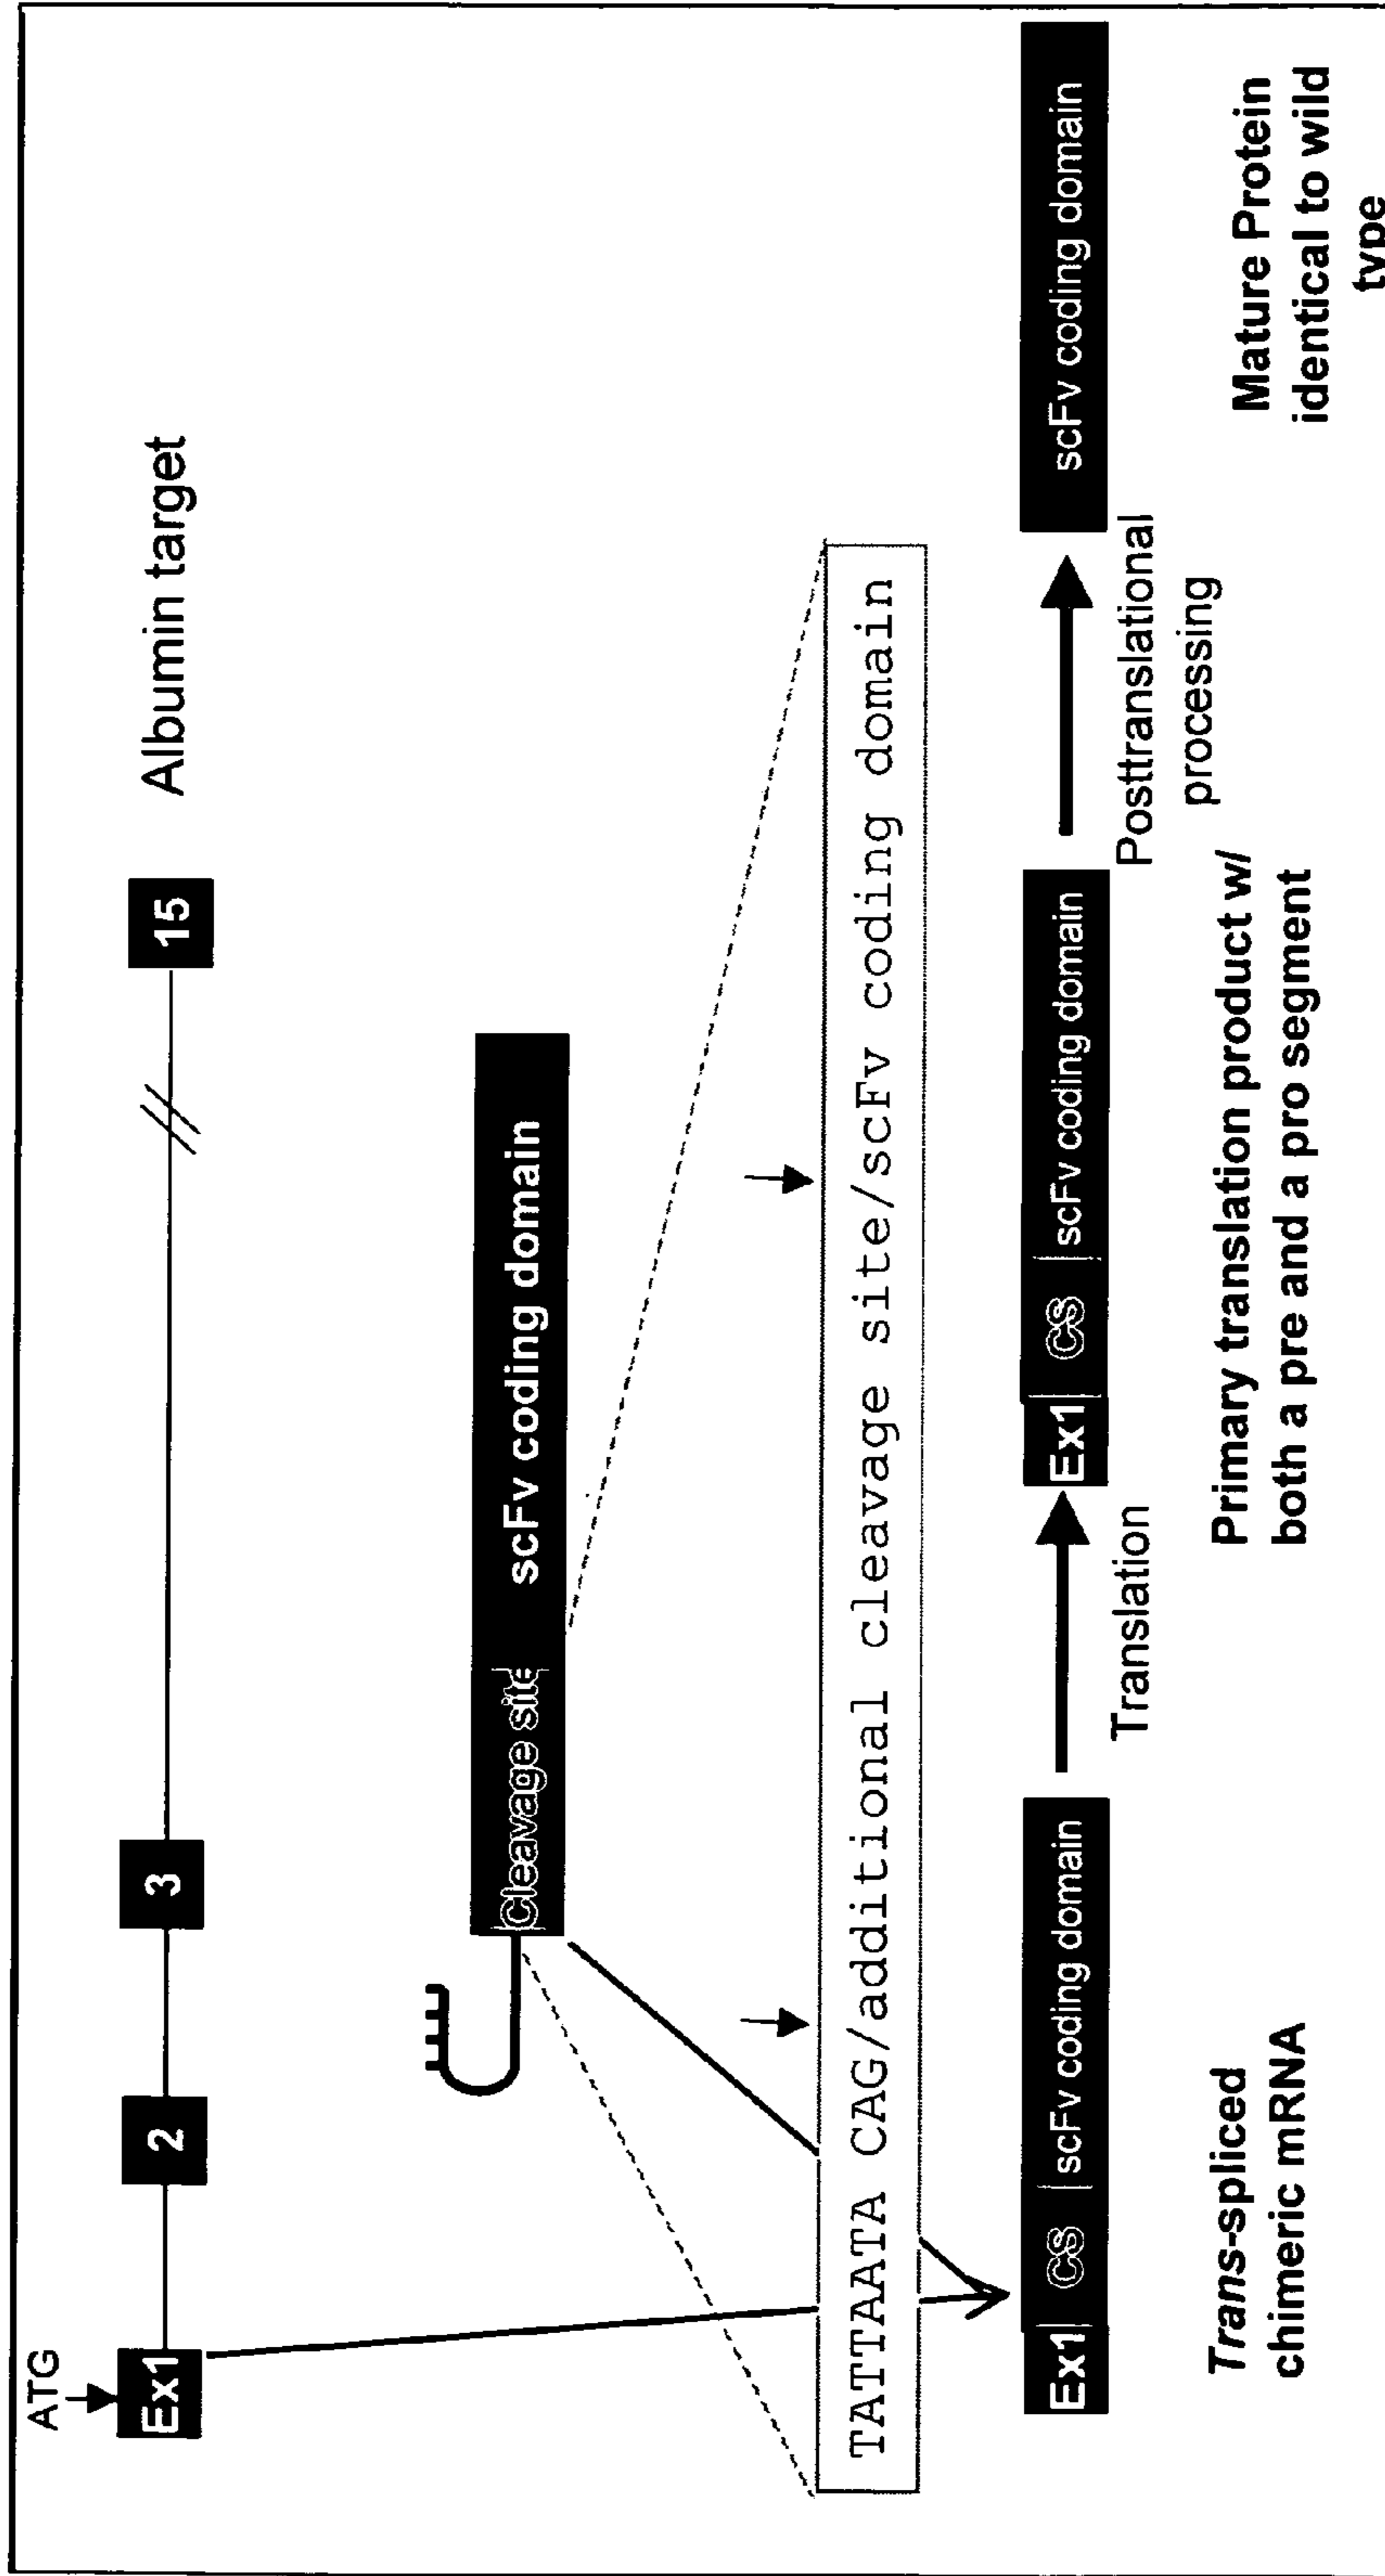 ATG
Ex1 2 3 15 Albumin target
Cleavage site scFv coding domain
TATTAATA CAG/additional cleavage site/scFv coding domain
Ex1 CS scFv coding domain
Translation
Ex1 CS scFv coding domain
Posttranslational
processing
scFv coding domain
Trans-spliced
chimeric mRNA
Primary translation product w/
both a pre and a pro segment
Mature Protein
identical to wild
type